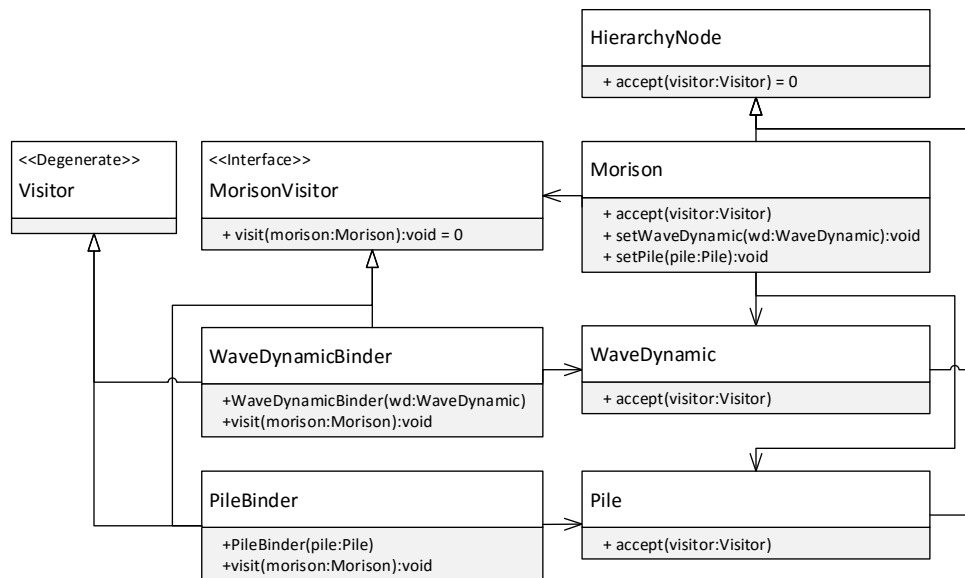 HierarchyNode
+ accept(visitor:Visitor) = 0
<<Degenerate>>
Visitor
<<Interface>>
MorisonVisitor
+ visit(morison:Morison):void = 0
Morison
+ accept(visitor:Visitor)
+ setWaveDynamic(wd:WaveDynamic):void
+ setPile(pile:Pile):void
WaveDynamicBinder
+WaveDynamicBinder(wd:WaveDynamic)
+visit(morison:Morison):void
WaveDynamic
+ accept(visitor:Visitor)
PileBinder
+PileBinder(pile:Pile)
+visit(morison:Morison):void
Pile
+ accept(visitor:Visitor)